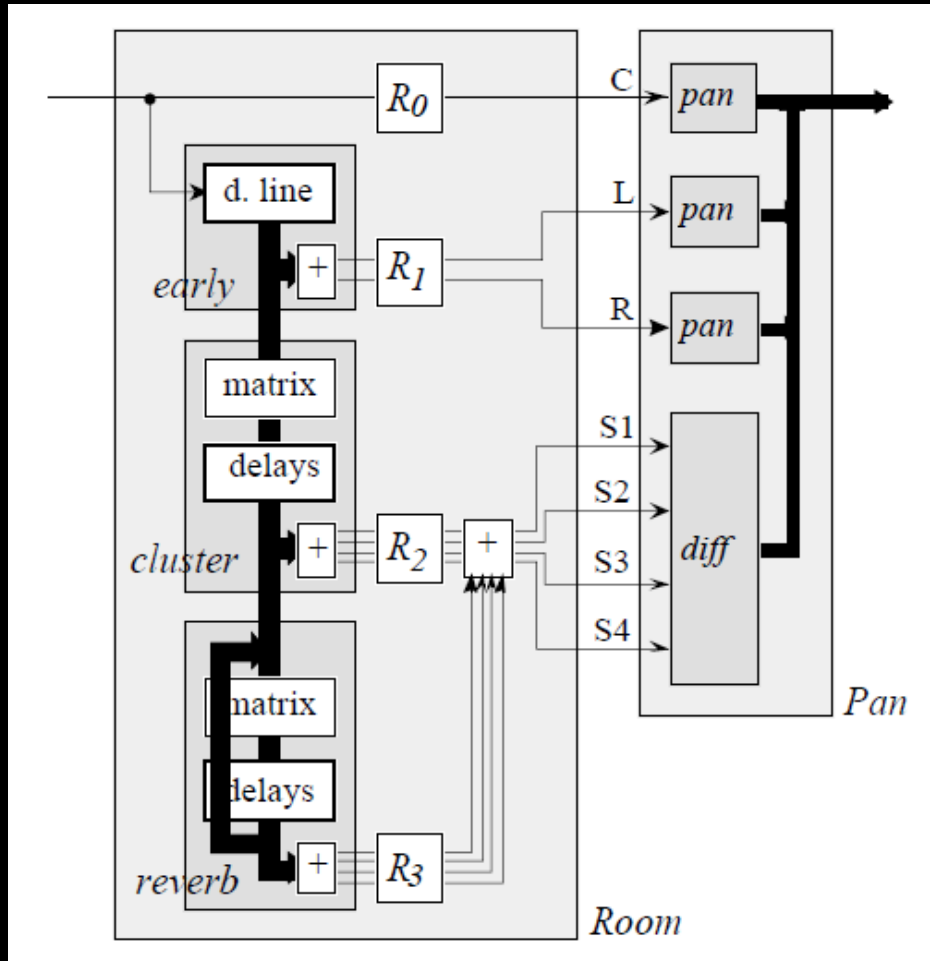 C
R0
pan
d. line
L
pan
+
R1
early
R
pan
matrix
S1
delays
S2
+
R2
+
diff
cluster
S3
S4
matrix
Pan
delays
+
R3
reverb
Room